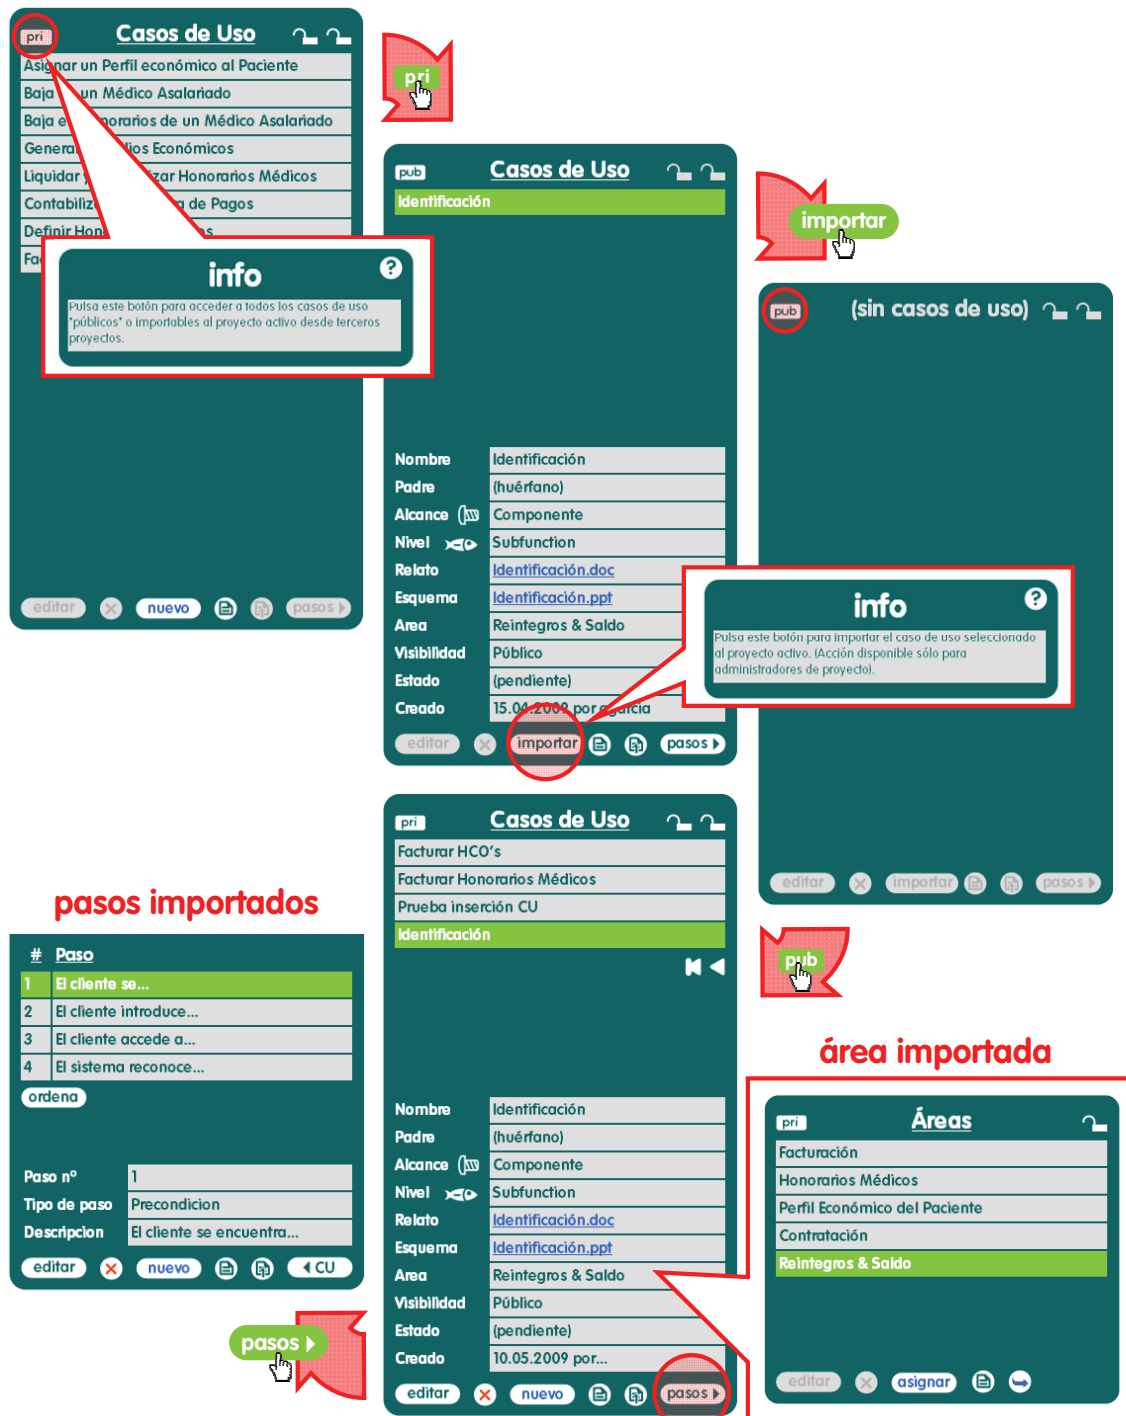 pri
Casos de Uso
Asignar un Perfil económico al Paciente
Baja un Médico Asalariado
Baja e norarios de un Médico Asalariado
Genera ios Económicos
Liquidar y zar Honorarios Médicos
Contabiliz a de Pagos
Definir Hon s
Fa
info
?
Pulsa este botón para acceder a todos los casos de uso
"públicos" o importables al proyecto activo desde terceros
proyectos.
editar nuevo pasos
pri
pub
Casos de Uso
Identificación
Nombre Identificación
Padre (huérfano)
Alcance Componente
Nivel Subfunction
Relato Identificación.doc
Esquema Identificación.ppt
Area Reintegros & Saldo
Visibilidad Público
Estado (pendiente)
Creado 15.04.2009 por agarcia
editar importar pasos
importar
pub
(sin casos de uso)
info
?
Pulsa este botón para importar el caso de uso seleccionado
al proyecto activo. (Acción disponible sólo para
administradores de proyecto).
editar importar pasos
pub
pri
Casos de Uso
Facturar HCO's
Facturar Honorarios Médicos
Prueba inserción CU
Identificación
Nombre Identificación
Padre (huérfano)
Alcance Componente
Nivel Subfunction
Relato Identificación.doc
Esquema Identificación.ppt
Area Reintegros & Saldo
Visibilidad Público
Estado (pendiente)
Creado 10.05.2009 por...
editar nuevo pasos
área importada
pri
Áreas
Facturación
Honorarios Médicos
Perfil Económico del Paciente
Contratación
Reintegros & Saldo
editar asignar
pasos
pasos importados
# Paso
1 El cliente se...
2 El cliente introduce...
3 El cliente accede a...
4 El sistema reconoce...
ordena
Paso nº 1
Tipo de paso Precondicion
Descripcion El cliente se encuentra...
editar nuevo CU